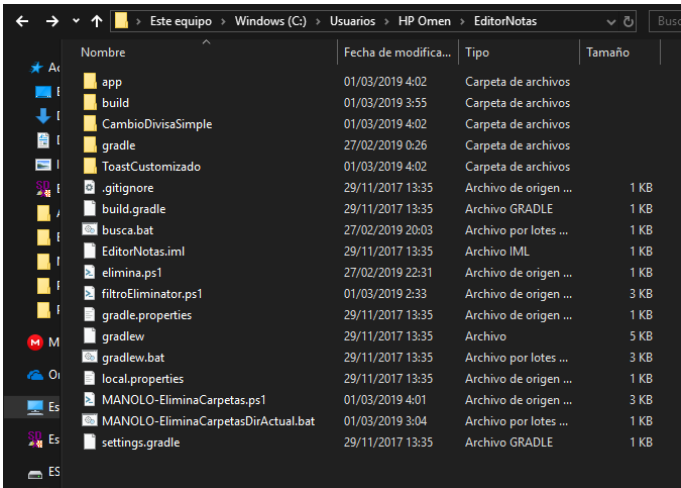 Este equipo > Windows (C:) > Usuarios > HP Omen > EditorNotas Busc
Nombre Fecha de modifica... Tipo Tamaño
app 01/03/2019 4:02 Carpeta de archivos
build 01/03/2019 3:55 Carpeta de archivos
CambioDivisaSimple 01/03/2019 4:02 Carpeta de archivos
gradle 27/02/2019 0:26 Carpeta de archivos
ToastCustomizado 01/03/2019 4:02 Carpeta de archivos
.gitignore 29/11/2017 13:35 Archivo de origen ... 1 KB
build.gradle 29/11/2017 13:35 Archivo GRADLE 1 KB
busca.bat 27/02/2019 20:03 Archivo por lotes ... 1 KB
EditorNotas.iml 29/11/2017 13:35 Archivo IML 1 KB
elimina.ps1 27/02/2019 22:31 Archivo de origen ... 1 KB
filtroEliminator.ps1 01/03/2019 2:33 Archivo de origen ... 3 KB
gradle.properties 29/11/2017 13:35 Archivo de origen ... 1 KB
gradlew 29/11/2017 13:35 Archivo 5 KB
M gradlew.bat 29/11/2017 13:35 Archivo por lotes ... 3 KB
local.properties 29/11/2017 13:35 Archivo de origen ... 1 KB
Es MANOLO-EliminaCarpetas.ps1 01/03/2019 4:01 Archivo de origen ... 3 KB
MANOLO-EliminaCarpetasDirActual.bat 01/03/2019 3:04 Archivo por lotes ... 1 KB
Es settings.gradle 29/11/2017 13:35 Archivo GRADLE 1 KB
ES